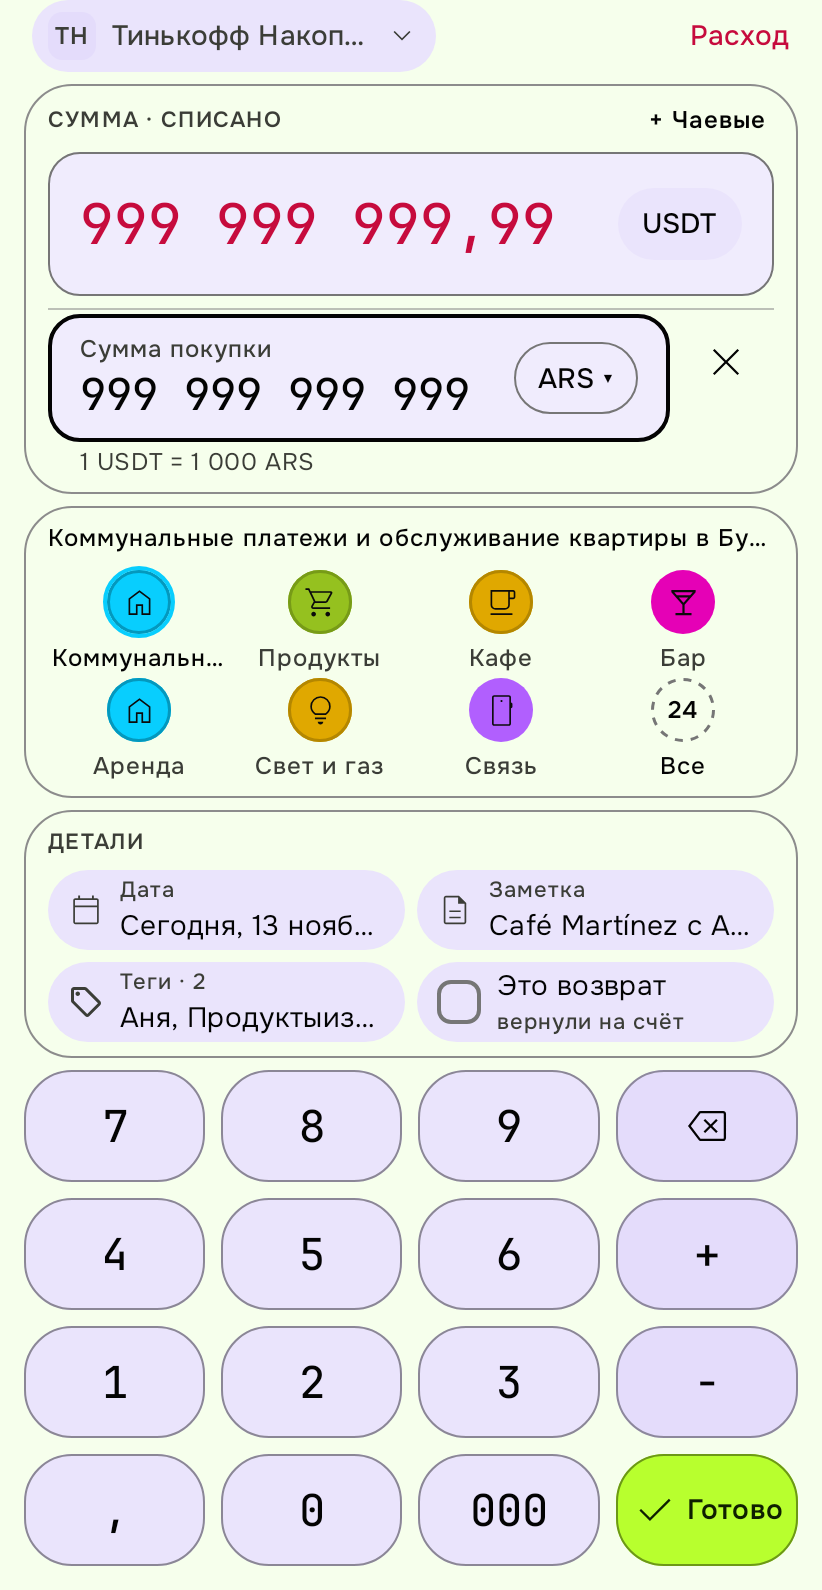 ТН Тинькофф Накоп... Расход
СУММА · СПИСАНО + Чаевые
999 999 999,99 USDT
Сумма покупки
999 999 999 999 ARS ▾
1 USDT = 1 000 ARS
Коммунальные платежи и обслуживание квартиры в Бу...
Коммунальн... Продукты Кафе Бар
24
Аренда Свет и газ Связь Все
ДЕТАЛИ
Дата
Сегодня, 13 нояб...
Заметка
Café Martínez с А...
Теги · 2
Аня, Продуктыиз...
Это возврат
вернули на счёт
7 8 9
4 5 6 +
1 2 3 -
, 0 000 Готово